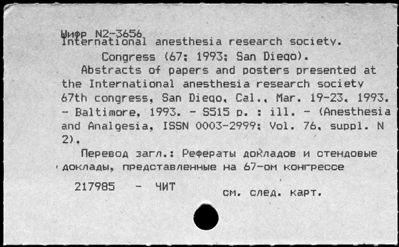 Шифр N2-3656
International anesthesia research society.
Congress (67; 1993; San Diego).
Abstracts of papers and posters presented at
the International anesthesia research society
67th congress, San Diego, Cal., Mar. 19-23, 1993.
- Baltimore, 1993. - S515 p. : ill. - (Anesthesia
and Analgesia, ISSN 0003-2999; Vol. 76, suppl. N
2).
Перевод загл.: Рефераты докладов и стендовые
доклады, представленные на 67-ом конгрессе
217985 - ЧИТ
см. след. карт.